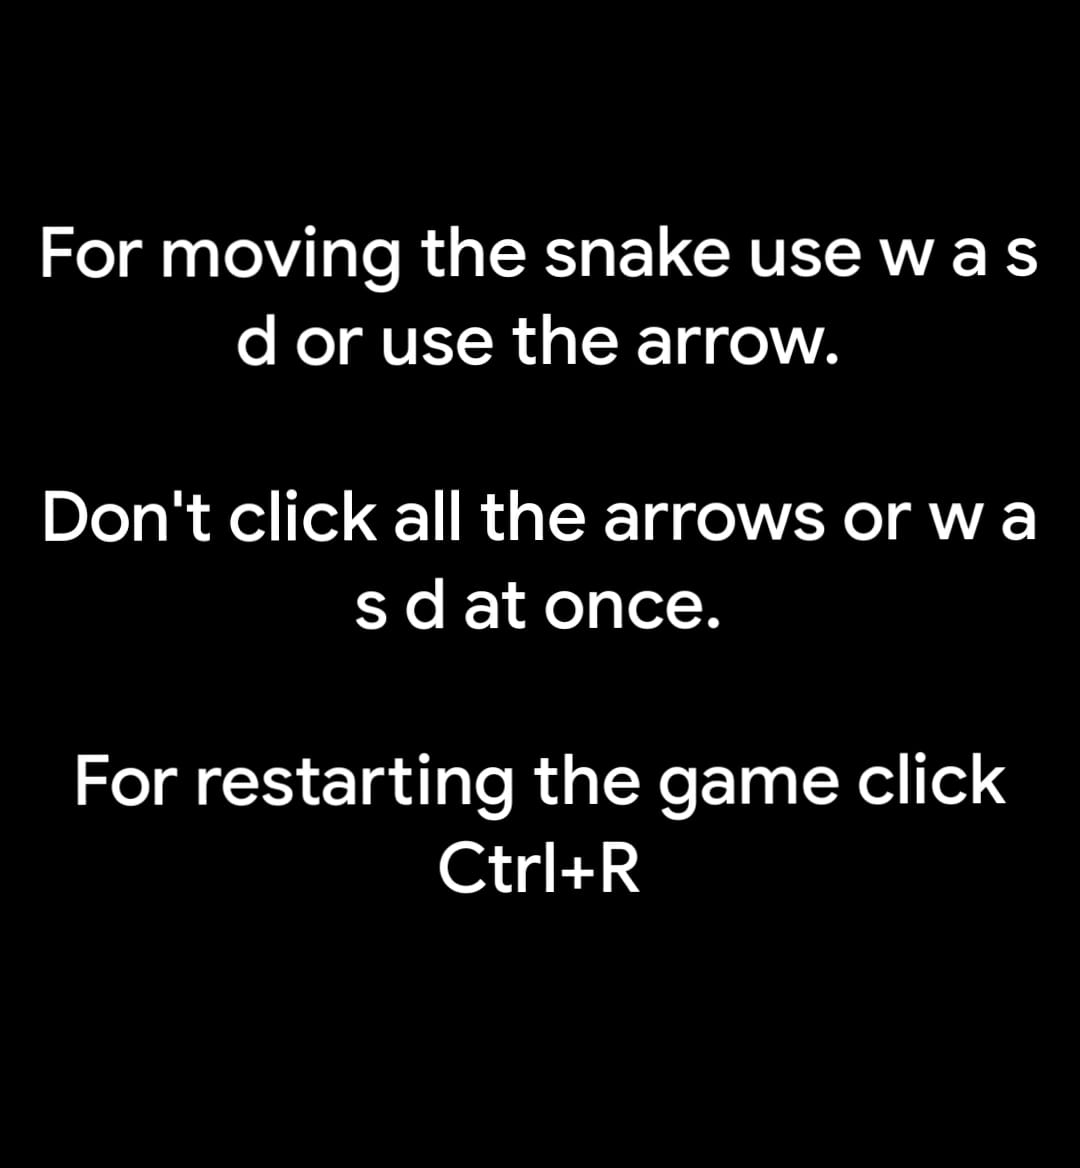 For moving the snake use w a s
d or use the arrow.
Don't click all the arrows or w a
s d at once.
For restarting the game click
Ctrl+R